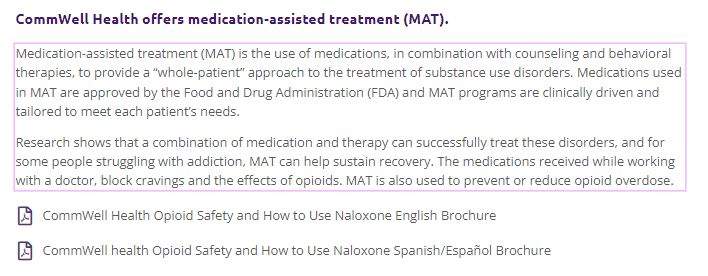 CommWell Health offers medication-assisted treatment (MAT).
Medication-assisted treatment (MAT) is the use of medications, in combination with counseling and behavioral
therapies, to provide a “whole-patient” approach to the treatment of substance use disorders. Medications used
in MAT are approved by the Food and Drug Administration (FDA) and MAT programs are clinically driven and
tailored to meet each patient’s needs.
Research shows that a combination of medication and therapy can successfully treat these disorders, and for
some people struggling with addiction, MAT can help sustain recovery. The medications received while working
with a doctor, block cravings and the effects of opioids. MAT is also used to prevent or reduce opioid overdose.
CommWell Health Opioid Safety and How to Use Naloxone English Brochure
CommWell health Opioid Safety and How to Use Naloxone Spanish/Español Brochure